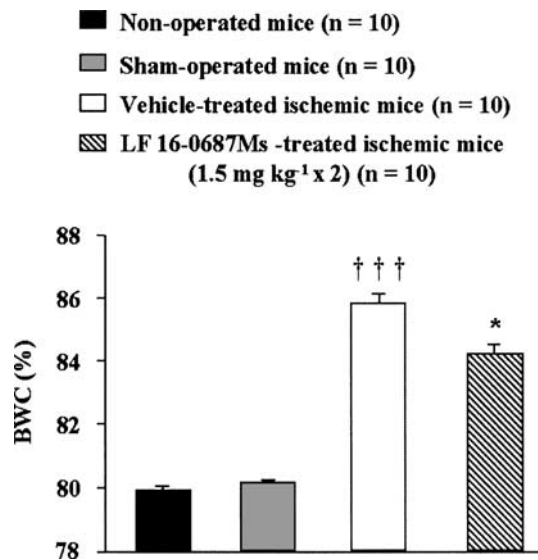 Non-operated mice (n = 10)
Sham-operated mice (n = 10)
Vehicle-treated ischemic mice (n = 10)
LF 16-0687Ms -treated ischemic mice
(1.5 mg kg⁻¹ x 2) (n = 10)
88
86
84
82
80
78
BWC (%)
† † †
*